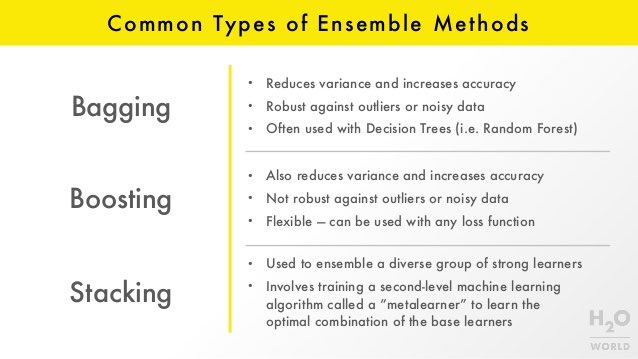 Common Types of Ensemble Methods
Bagging
• Reduces variance and increases accuracy
• Robust against outliers or noisy data
• Often used with Decision Trees (i.e. Random Forest)
Boosting
• Also reduces variance and increases accuracy
• Not robust against outliers or noisy data
• Flexible — can be used with any loss function
Stacking
• Used to ensemble a diverse group of strong learners
• Involves training a second-level machine learning
algorithm called a “metalearner” to learn the
optimal combination of the base learners
H2O
WORLD